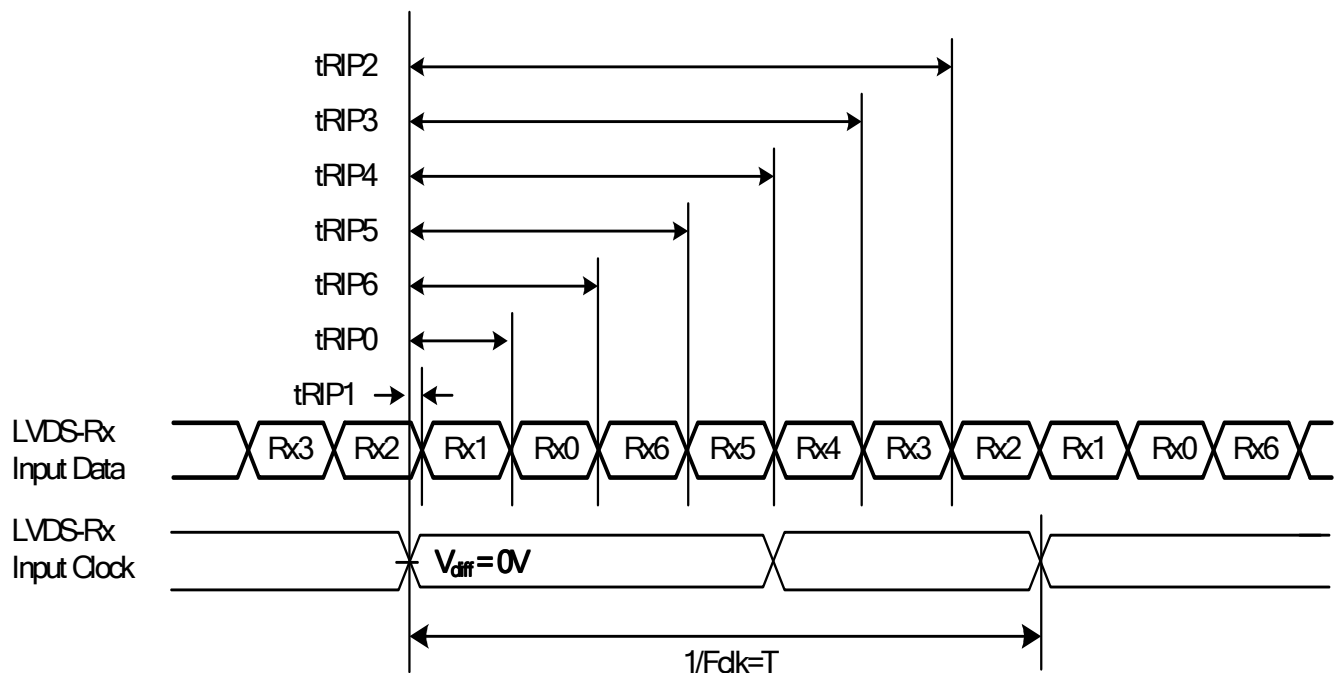 tRIP2
tRIP3
tRIP4
tRIP5
tRIP6
tRIP0
tRIP1
LVDS-Rx
Input Data
Rx3 Rx2 Rx1 Rx0 Rx6 Rx5 Rx4 Rx3 Rx2 Rx1 Rx0 Rx6
LVDS-Rx
Input Clock
Vdiff = 0V
1/Fclk=T